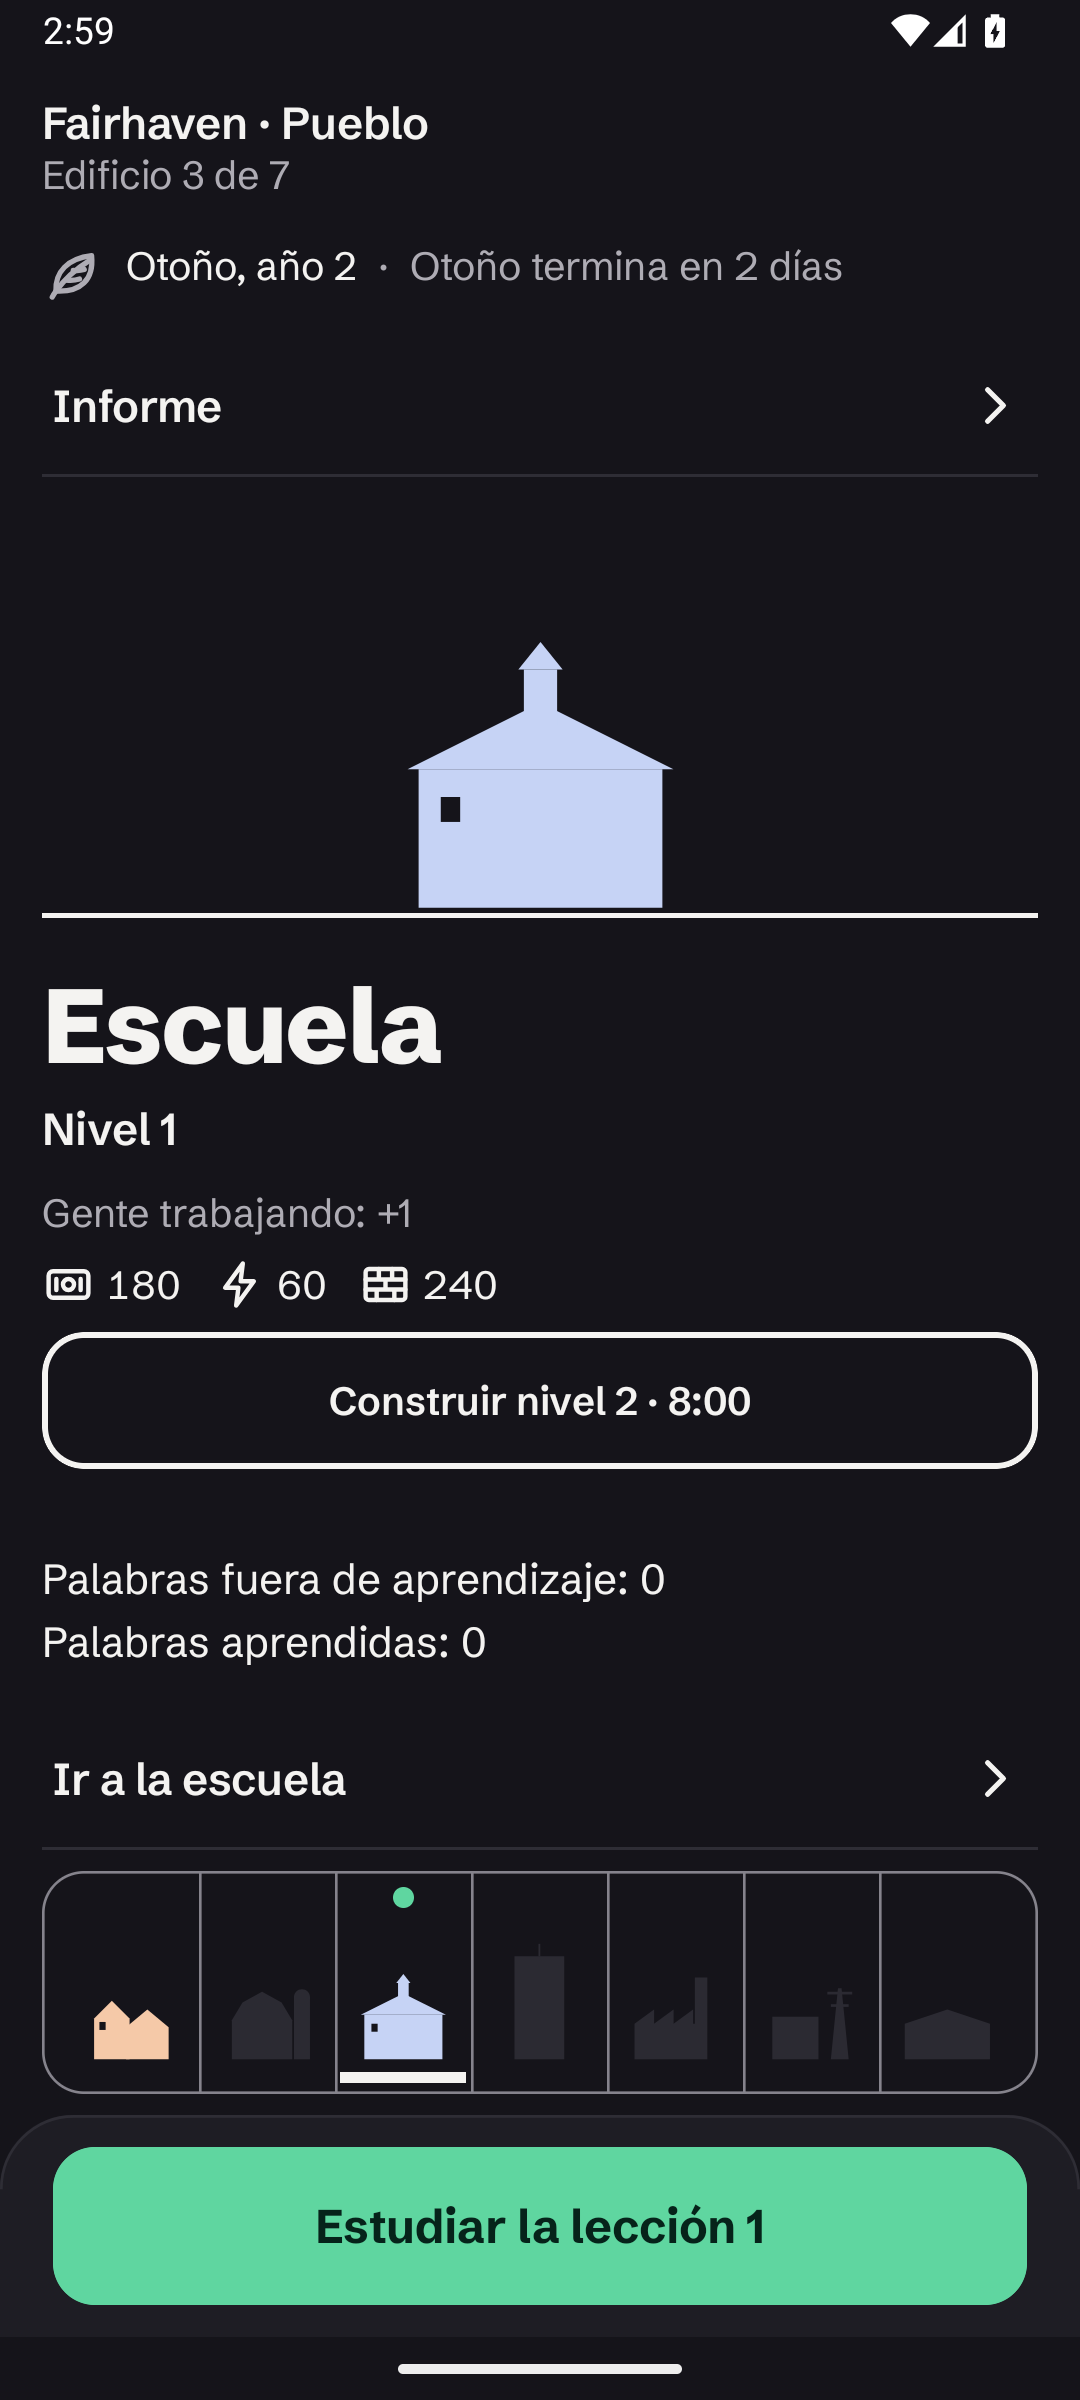 2:59
Fairhaven · Pueblo
Edificio 3 de 7
Otoño, año 2 · Otoño termina en 2 días
Informe
Escuela
Nivel 1
Gente trabajando: +1
180 60 240
Construir nivel 2 · 8:00
Palabras fuera de aprendizaje: 0
Palabras aprendidas: 0
Ir a la escuela
Estudiar la lección 1